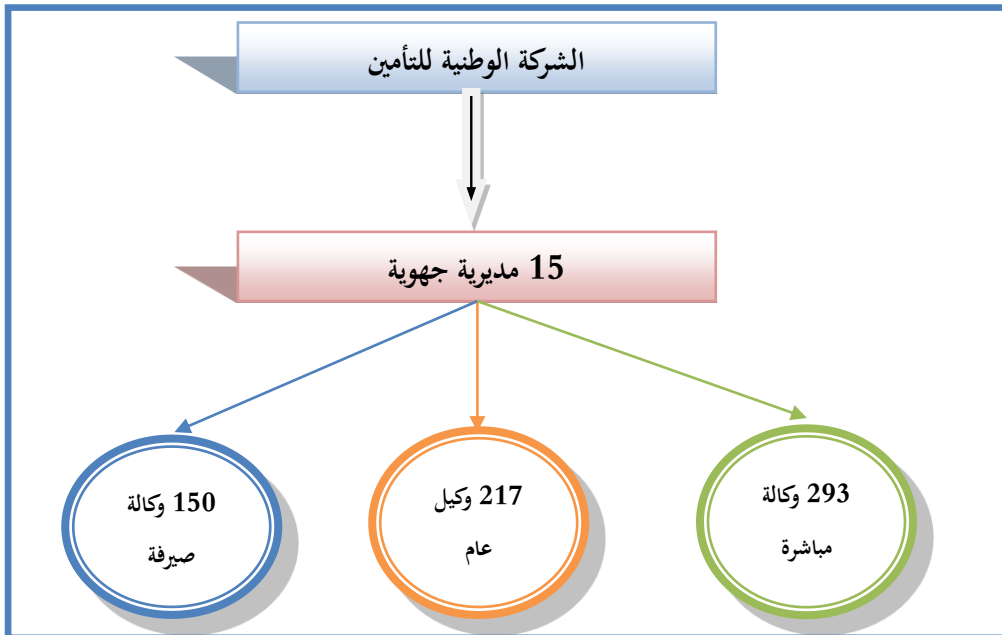 الشركة الوطنية للتأمين
15 مديرية جهوية
293 وكالة
مباشرة
217 وكيل
عام
150 وكالة
صيرفة